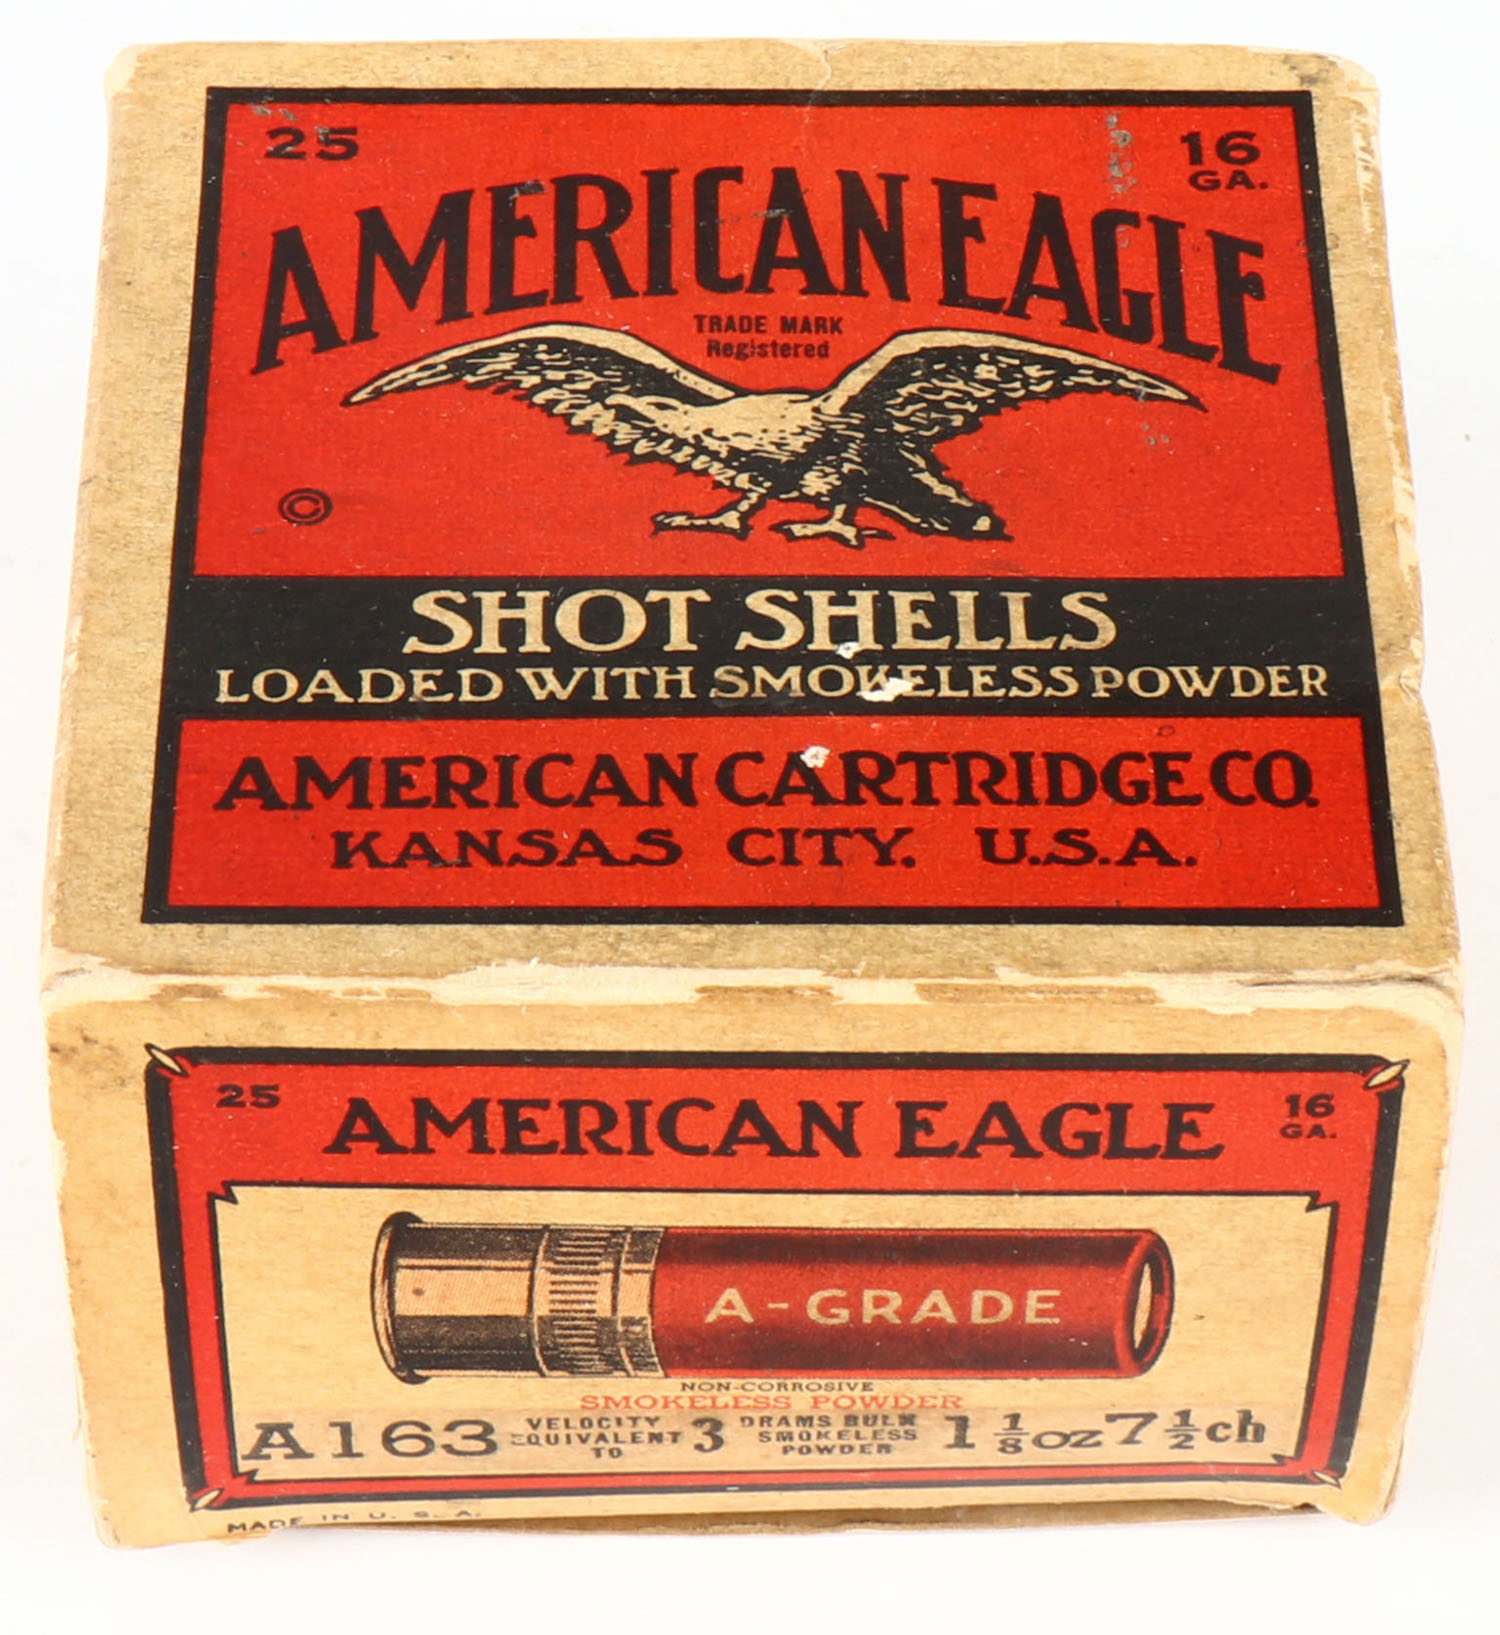 25
16
GA.
AMERICAN EAGLE
TRADE MARK
Registered
©
SHOT SHELLS
LOADED WITH SMOKELESS POWDER
AMERICAN CARTRIDGE CO.
KANSAS CITY, U.S.A.
25
AMERICAN EAGLE
16
GA.
A-GRADE
NON-CORROSIVE
SMOKELESS POWDER
A163 VELOCITY EQUIVALENT TO 3 DRAMS BULK SMOKELESS POWDER 1 1/8 oz 7 1/2 ch
MADE IN U. S. A.